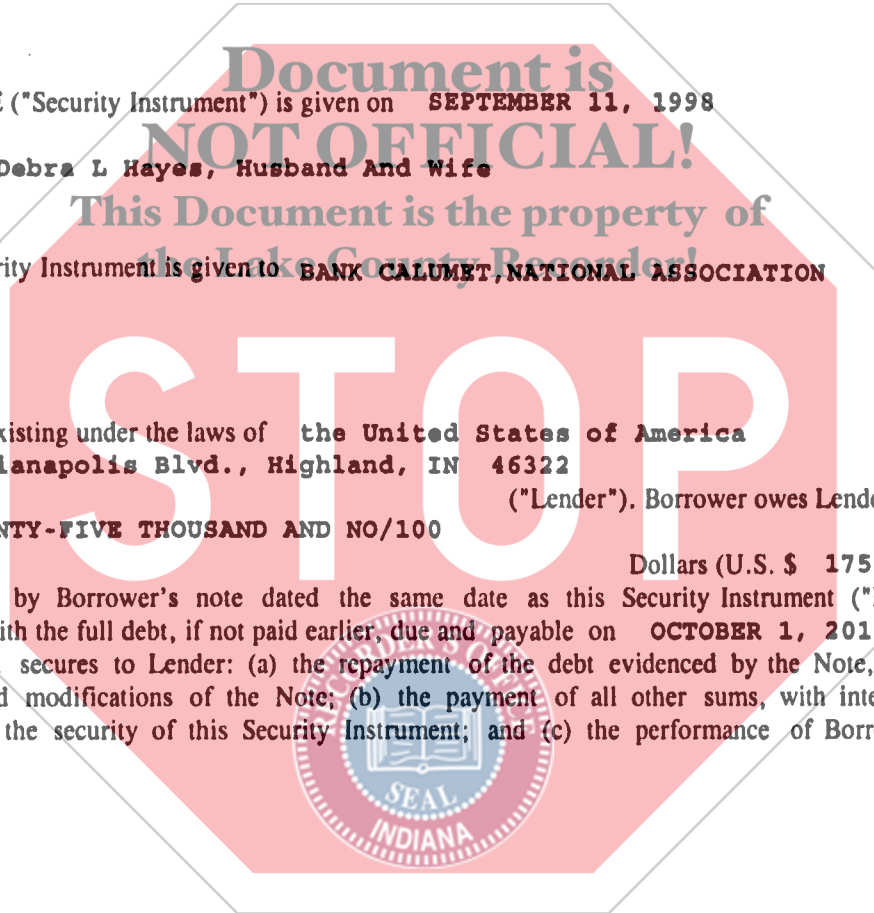 Document is
E ("Security Instrument") is given on SEPTEMBER 11, 1998
NOT OFFICIAL!
Debra L Hayes, Husband And Wife
This Document is the property of
the Lake County Recorder!
rity Instrument is given to BANK CALUMET, NATIONAL ASSOCIATION
STOP
xisting under the laws of the United States of America
ianapolis Blvd., Highland, IN 46322
("Lender"). Borrower owes Lende
NTY-FIVE THOUSAND AND NO/100
Dollars (U.S. $ 175
by Borrower's note dated the same date as this Security Instrument ("
ith the full debt, if not paid earlier, due and payable on OCTOBER 1, 201
secures to Lender: (a) the repayment of the debt evidenced by the Note,
d modifications of the Note; (b) the payment of all other sums, with inte
the security of this Security Instrument; and (c) the performance of Borr
RECORDER'S OFFICE
SEAL
INDIANA